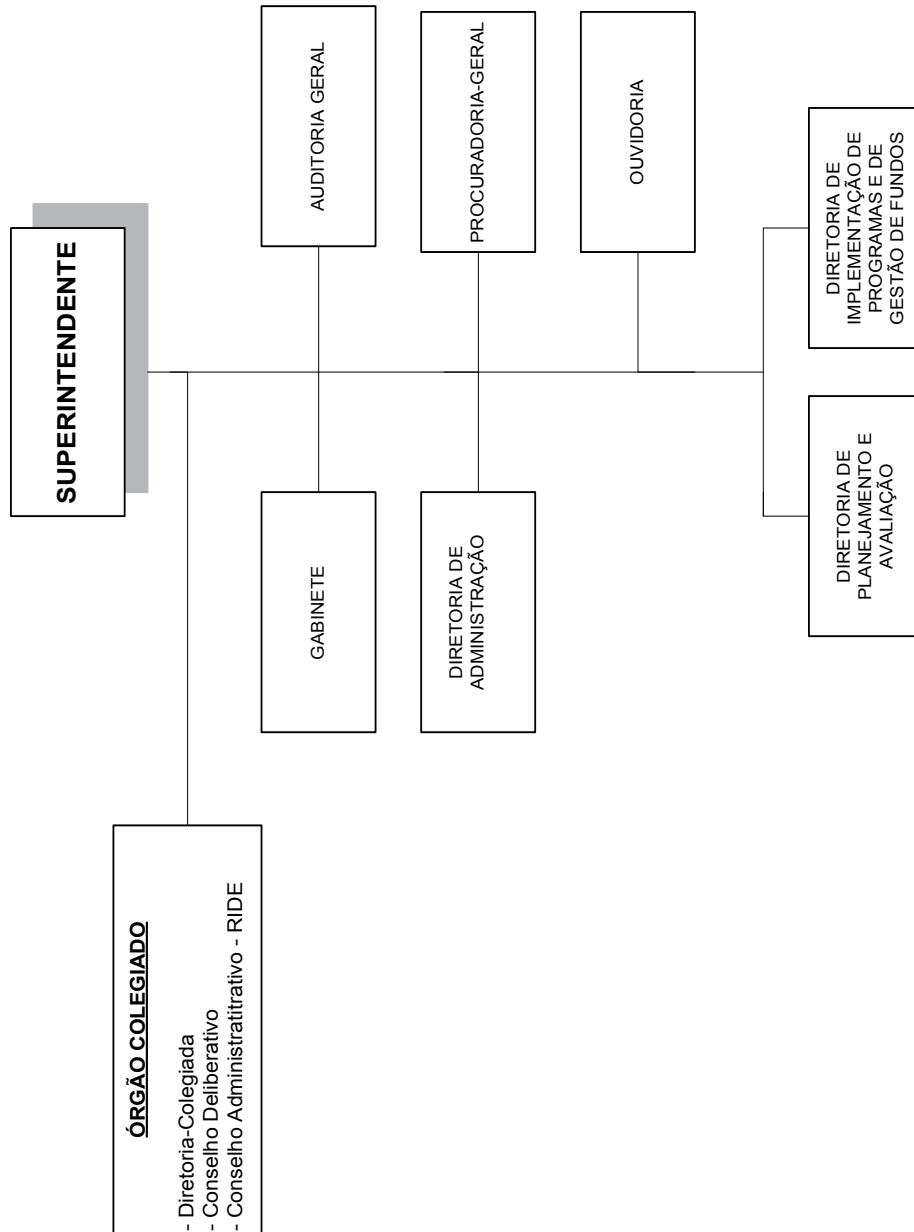 SUPERINTENDENTE
ÓRGÃO COLEGIADO
- Diretoria-Colegiada
- Conselho Deliberativo
- Conselho Administratitrativo - RIDE
GABINETE
AUDITORIA GERAL
DIRETORIA DE
ADMINISTRAÇÃO
PROCURADORIA-GERAL
OUVIDORIA
DIRETORIA DE
PLANEJAMENTO E
AVALIAÇÃO
DIRETORIA DE
IMPLEMENTAÇÃO DE
PROGRAMAS E DE
GESTÃO DE FUNDOS